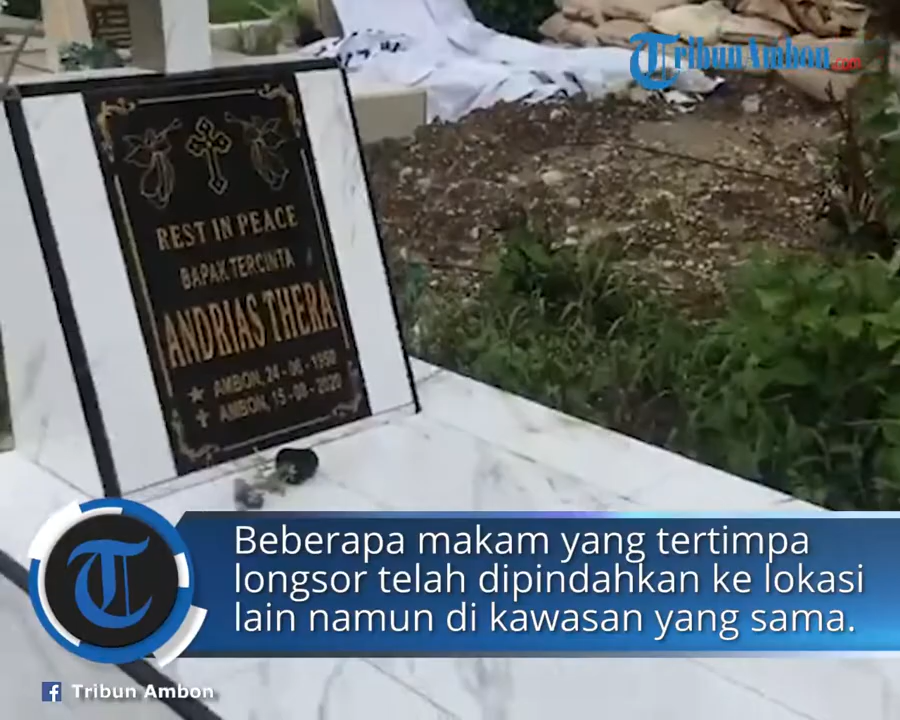 TribunAmbon.com
REST IN PEACE
BAPAK TERCINTA
ANDRIAS THERA
AMBON, 24 - 06 - 1950
AMBON, 15 - 08 - 2020
Beberapa makam yang tertimpa
longsor telah dipindahkan ke lokasi
lain namun di kawasan yang sama.
Tribun Ambon